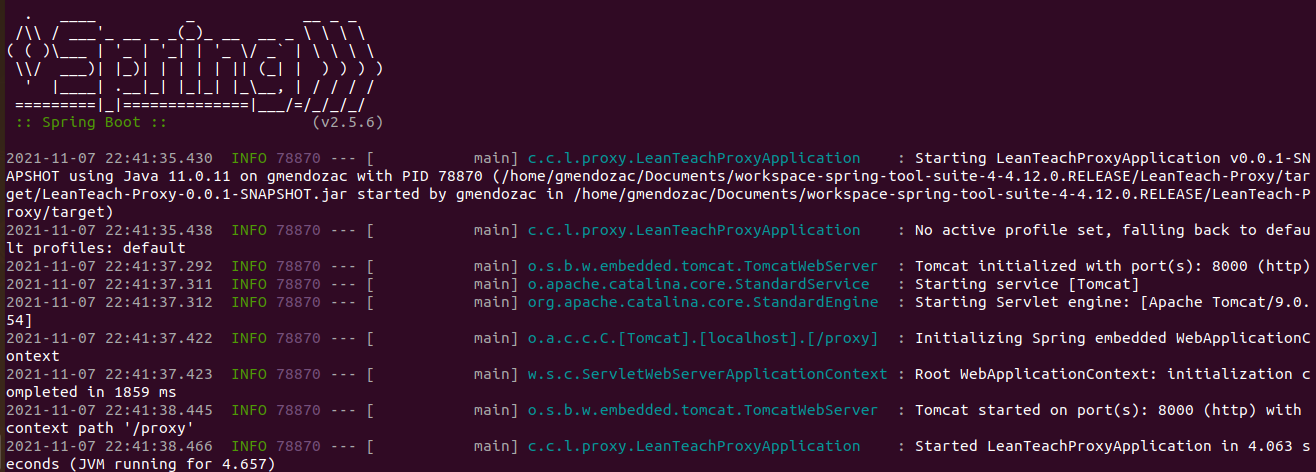 .   ____          _            __ _ _
 /\\ / ___'_ __ _ _(_)_ __  __ _ \ \ \ \
( ( )\___ | '_ | '_| | '_ \/ _` | \ \ \ \
 \\/  ___)| |_)| | | | | || (_| |  ) ) ) )
  '  |____| .__|_| |_|_| |_\__, | / / / /
 =========|_|==============|___/=/_/_/_/
 :: Spring Boot ::                (v2.5.6)
2021-11-07 22:41:35.430  INFO 78870 --- [           main] c.c.l.proxy.LeanTeachProxyApplication    : Starting LeanTeachProxyApplication v0.0.1-SN
APSHOT using Java 11.0.11 on gmendozac with PID 78870 (/home/gmendozac/Documents/workspace-spring-tool-suite-4-4.12.0.RELEASE/LeanTeach-Proxy/tar
get/LeanTeach-Proxy-0.0.1-SNAPSHOT.jar started by gmendozac in /home/gmendozac/Documents/workspace-spring-tool-suite-4-4.12.0.RELEASE/LeanTeach-P
roxy/target)
2021-11-07 22:41:35.438  INFO 78870 --- [           main] c.c.l.proxy.LeanTeachProxyApplication    : No active profile set, falling back to defau
lt profiles: default
2021-11-07 22:41:37.292  INFO 78870 --- [           main] o.s.b.w.embedded.tomcat.TomcatWebServer  : Tomcat initialized with port(s): 8000 (http)
2021-11-07 22:41:37.311  INFO 78870 --- [           main] o.apache.catalina.core.StandardService   : Starting service [Tomcat]
2021-11-07 22:41:37.312  INFO 78870 --- [           main] org.apache.catalina.core.StandardEngine  : Starting Servlet engine: [Apache Tomcat/9.0.
54]
2021-11-07 22:41:37.422  INFO 78870 --- [           main] o.a.c.c.C.[Tomcat].[localhost].[/proxy]  : Initializing Spring embedded WebApplicationC
ontext
2021-11-07 22:41:37.423  INFO 78870 --- [           main] w.s.c.ServletWebServerApplicationContext : Root WebApplicationContext: initialization c
ompleted in 1859 ms
2021-11-07 22:41:38.445  INFO 78870 --- [           main] o.s.b.w.embedded.tomcat.TomcatWebServer  : Tomcat started on port(s): 8000 (http) with
context path '/proxy'
2021-11-07 22:41:38.466  INFO 78870 --- [           main] c.c.l.proxy.LeanTeachProxyApplication    : Started LeanTeachProxyApplication in 4.063 s
econds (JVM running for 4.657)